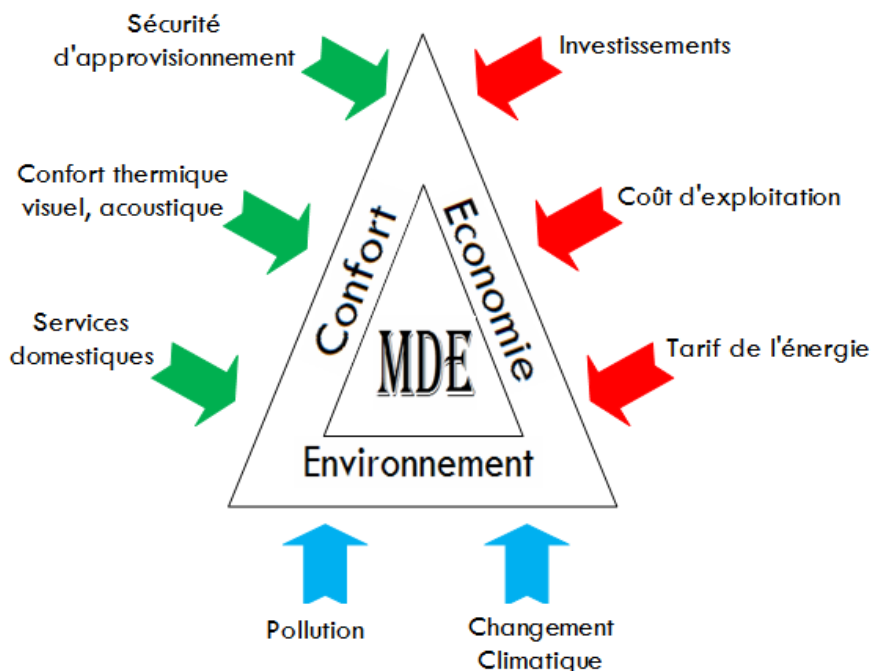 Sécurité
d'approvisionnement
Investissements
Confort thermique
visuel, acoustique
Coût d'exploitation
Confort
Economie
Services
domestiques
MDE
Tarif de l'énergie
Environnement
Pollution
Changement
Climatique